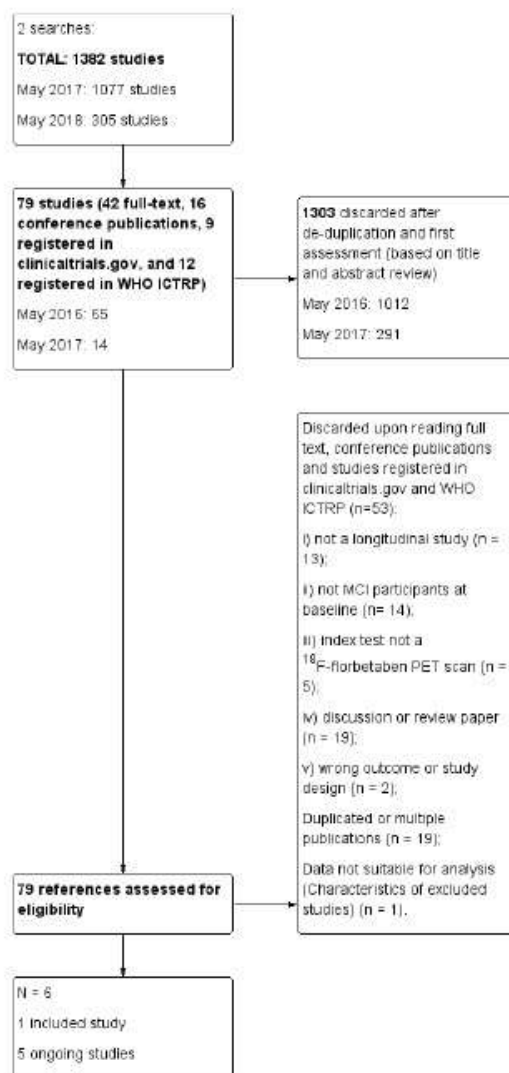 2 searches:
TOTAL: 1382 studies
May 2017: 1077 studies
May 2018: 305 studies
79 studies (42 full-text, 16
conference publications, 9
registered in
clinicaltrials.gov, and 12
registered in WHO ICTRP)
May 2016: 65
May 2017: 14
1303 discarded after
de-duplication and first
assessment (based on title
and abstract review)
May 2016: 1012
May 2017: 291
Discarded upon reading full
text, conference publications
and studies registered in
clinicaltrials.gov and WHO
ICTRP (n=53):
i) not a longitudinal study (n =
13);
ii) not MCI participants at
baseline (n= 14);
iii) Index test not a
18F-florbetaben PET scan (n =
5);
iv) discussion or review paper
(n = 19);
v) wrong outcome or study
design (n = 2);
Duplicated or multiple
publications (n = 19);
Data not suitable for analysis
(Characteristics of excluded
studies) (n = 1).
79 references assessed for
eligibility
N = 6
1 included study
5 ongoing studies